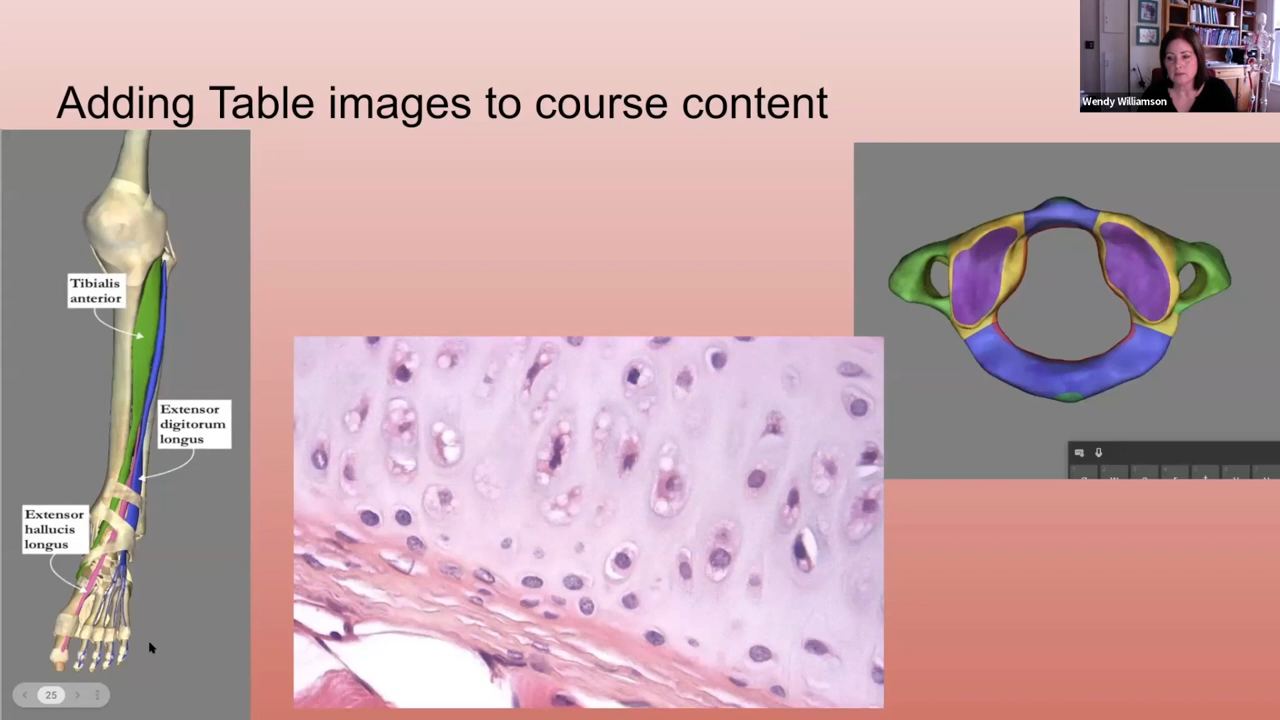 Adding Table images to course content
Wendy Williamson
Tibialis
anterior
Extensor
digitorum
longus
Extensor
hallucis
longus
25